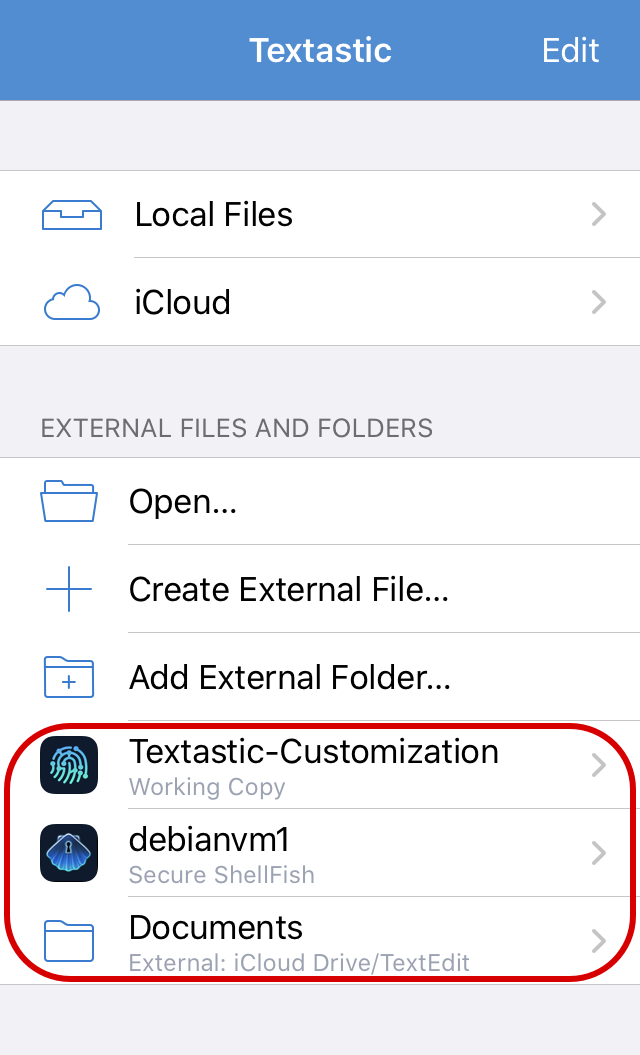 Textastic
Edit
Local Files
iCloud
EXTERNAL FILES AND FOLDERS
Open...
Create External File...
Add External Folder...
Textastic-Customization
Working Copy
debianvm1
Secure ShellFish
Documents
External: iCloud Drive/TextEdit